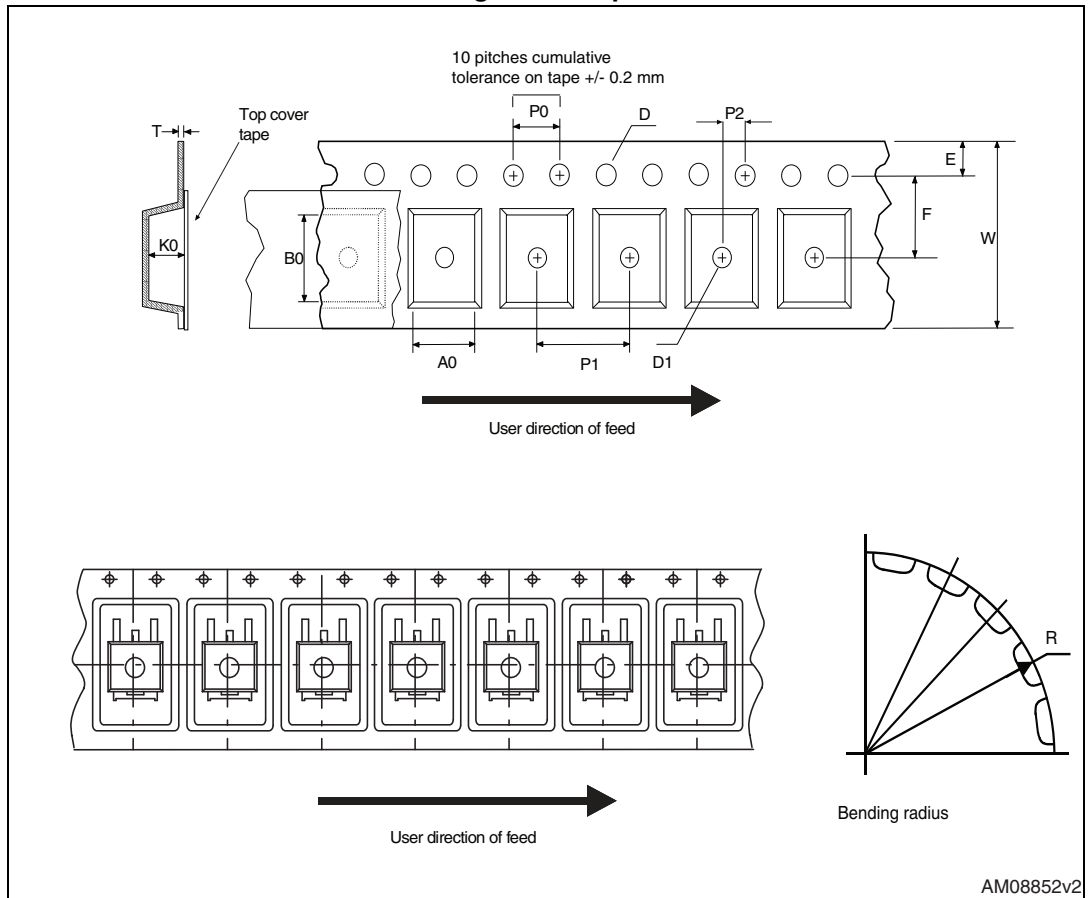 10 pitches cumulative
tolerance on tape +/- 0.2 mm
Top cover
tape
T
P0
D
P2
E
F
W
K0
B0
A0
P1
D1
User direction of feed
R
Bending radius
User direction of feed
AM08852v2